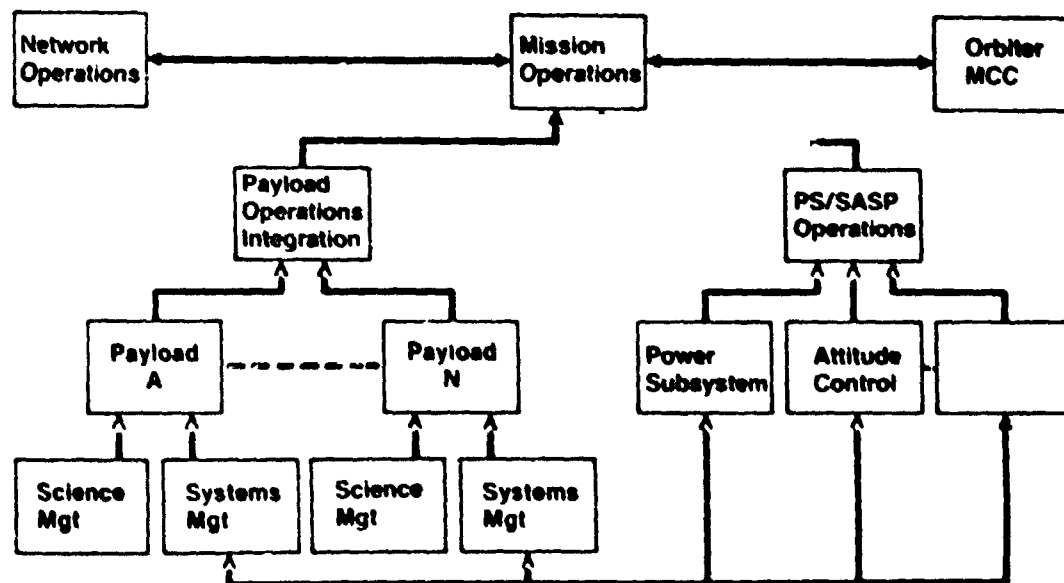 Network
Operations
Mission
Operations
Orbiter
MCC
Payload
Operations
Integration
PS/SASP
Operations
Payload
A
Payload
N
Power
Subsystem
Attitude
Control
Science
Mgt
Systems
Mgt
Science
Mgt
Systems
Mgt